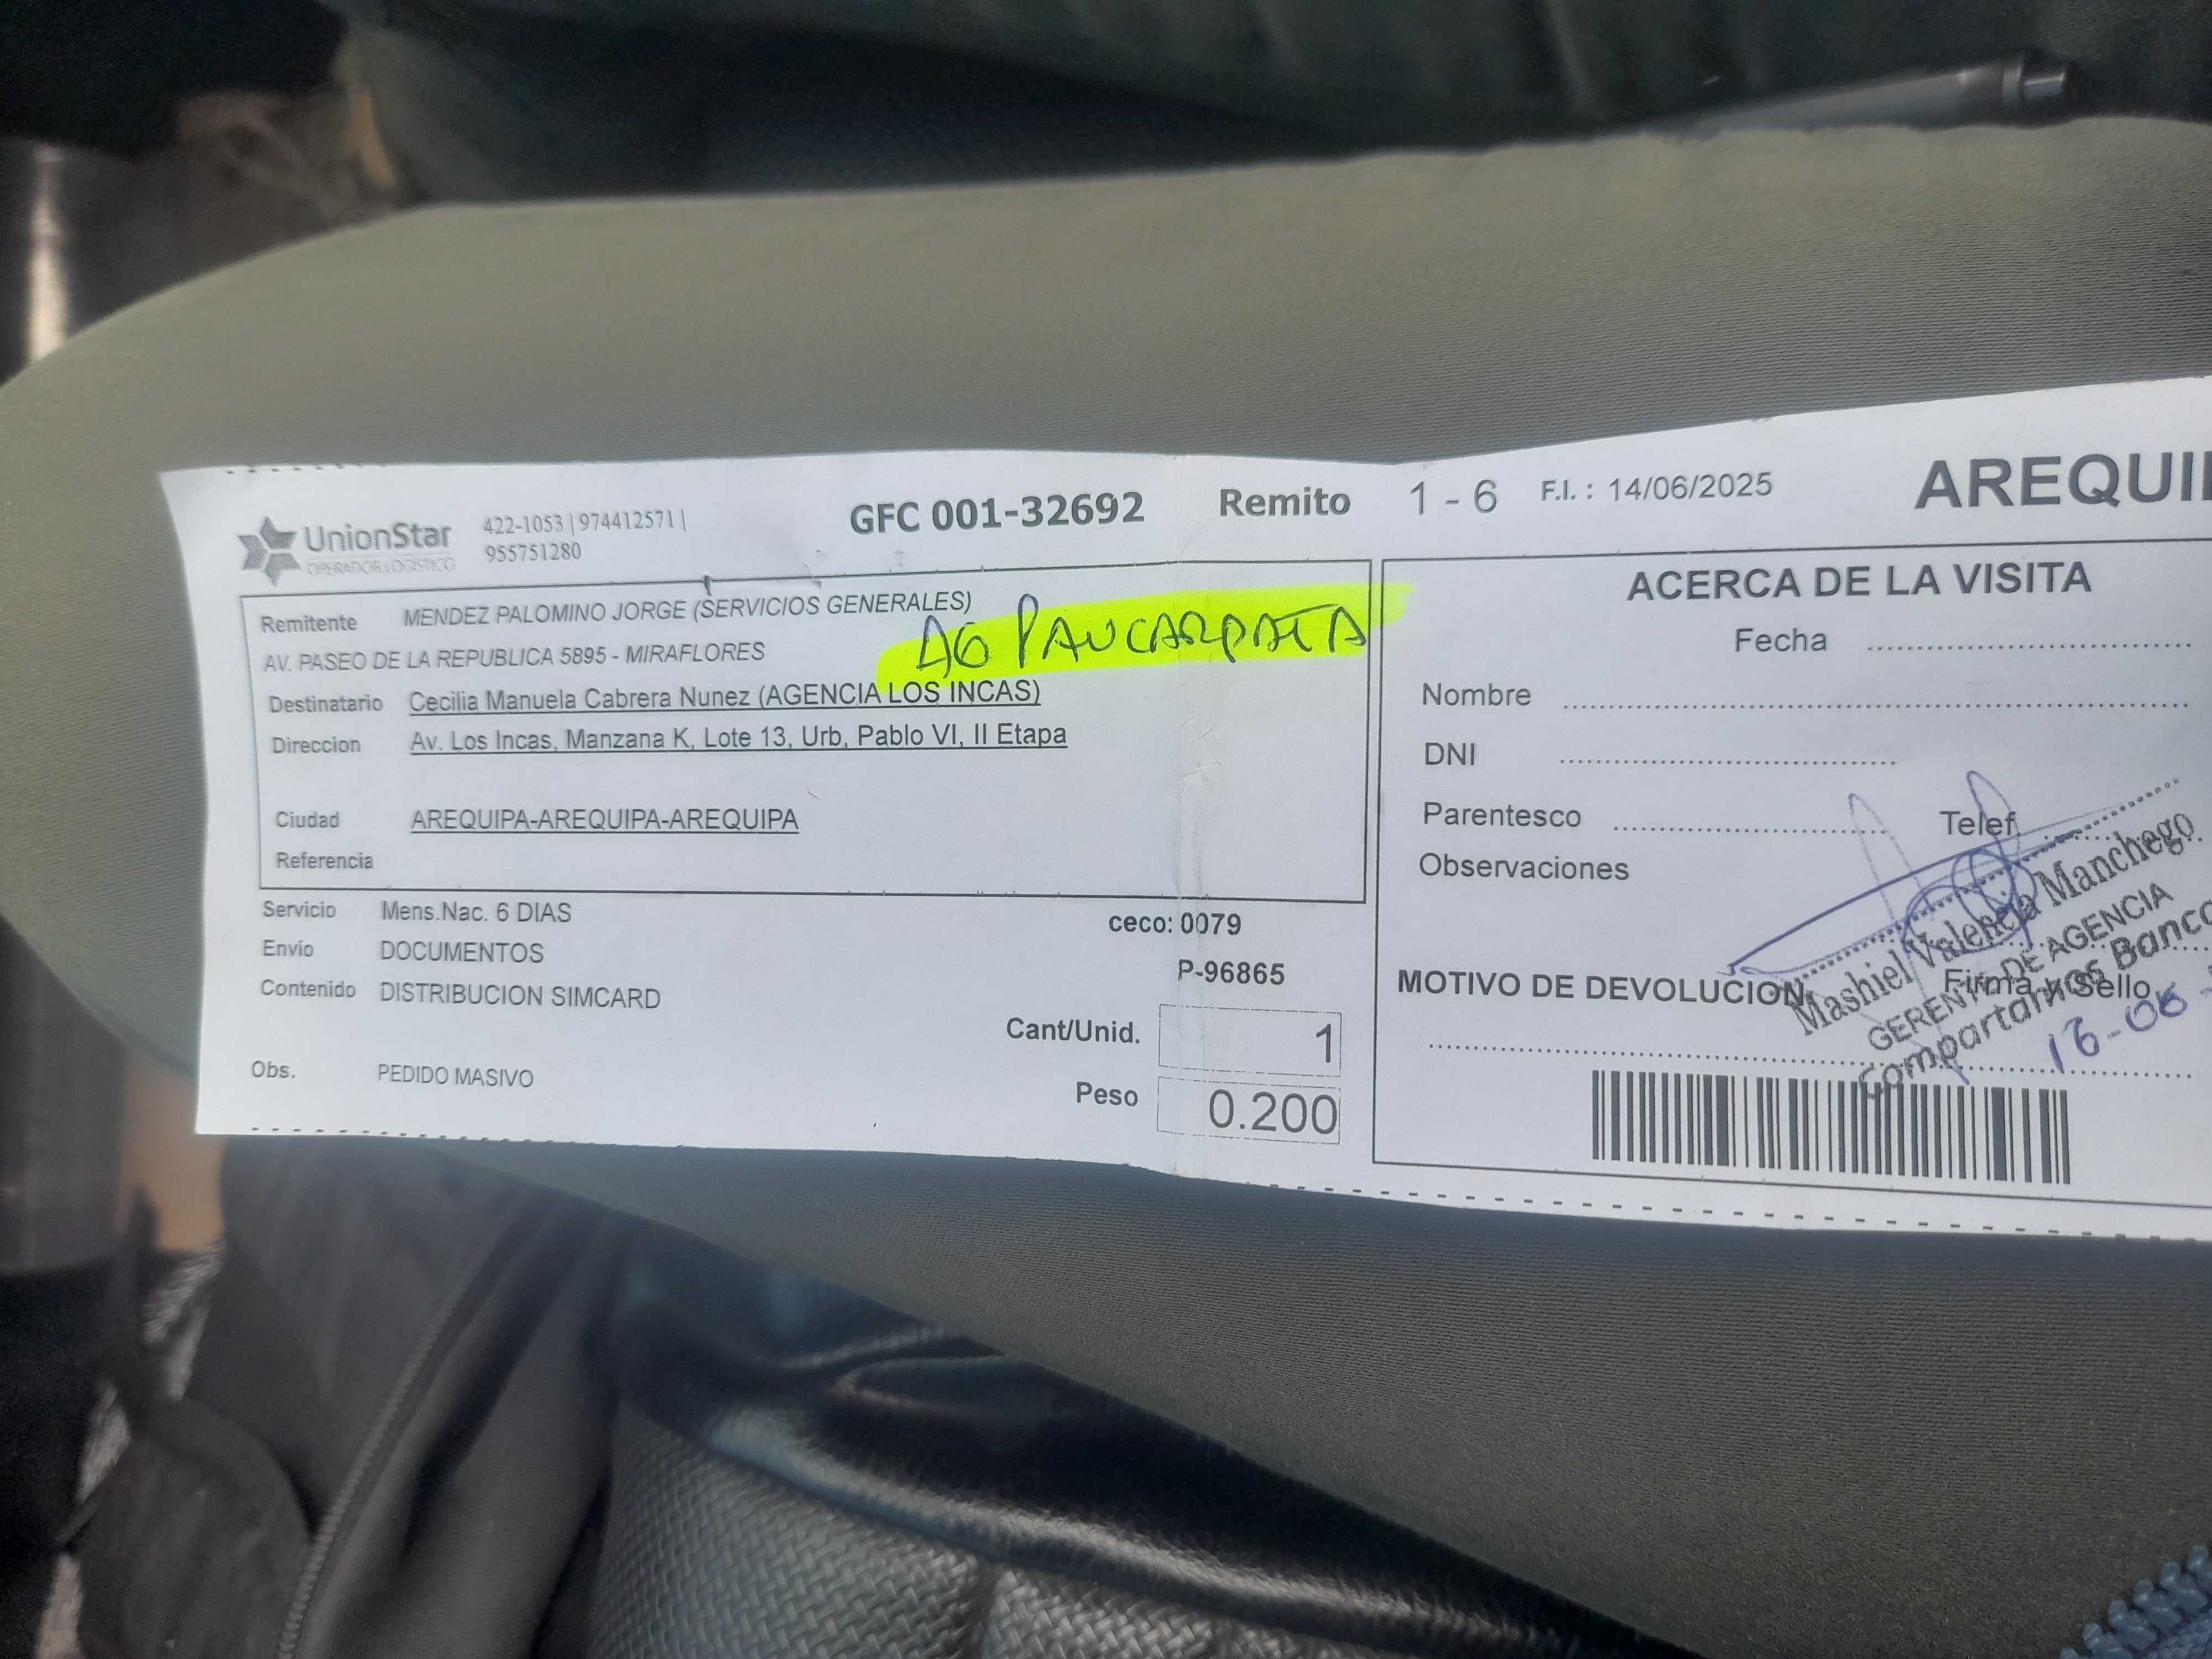 UnionStar
OPERADOR LOGÍSTICO
422-1053 | 974412571 |
955751280
GFC 001-32692
Remito 1 - 6
F.I. : 14/06/2025
AREQUI
Remitente MENDEZ PALOMINO JORGE (SERVICIOS GENERALES)
AV. PASEO DE LA REPUBLICA 5895 - MIRAFLORES
AG PAUCARPATA
Destinatario Cecilia Manuela Cabrera Nunez (AGENCIA LOS INCAS)
Direccion Av. Los Incas, Manzana K, Lote 13, Urb, Pablo VI, II Etapa
Ciudad AREQUIPA-AREQUIPA-AREQUIPA
Referencia
Servicio Mens.Nac. 6 DIAS
ceco: 0079
Envío DOCUMENTOS
P-96865
Contenido DISTRIBUCION SIMCARD
Cant/Unid. 1
Obs. PEDIDO MASIVO
Peso 0.200
ACERCA DE LA VISITA
Fecha
Nombre
DNI
Parentesco
Telef
Observaciones
Firma y Sello
MOTIVO DE DEVOLUCION
Mashiel Valencia Manchego
GERENTE DE AGENCIA
Compartamos Banco
16-06